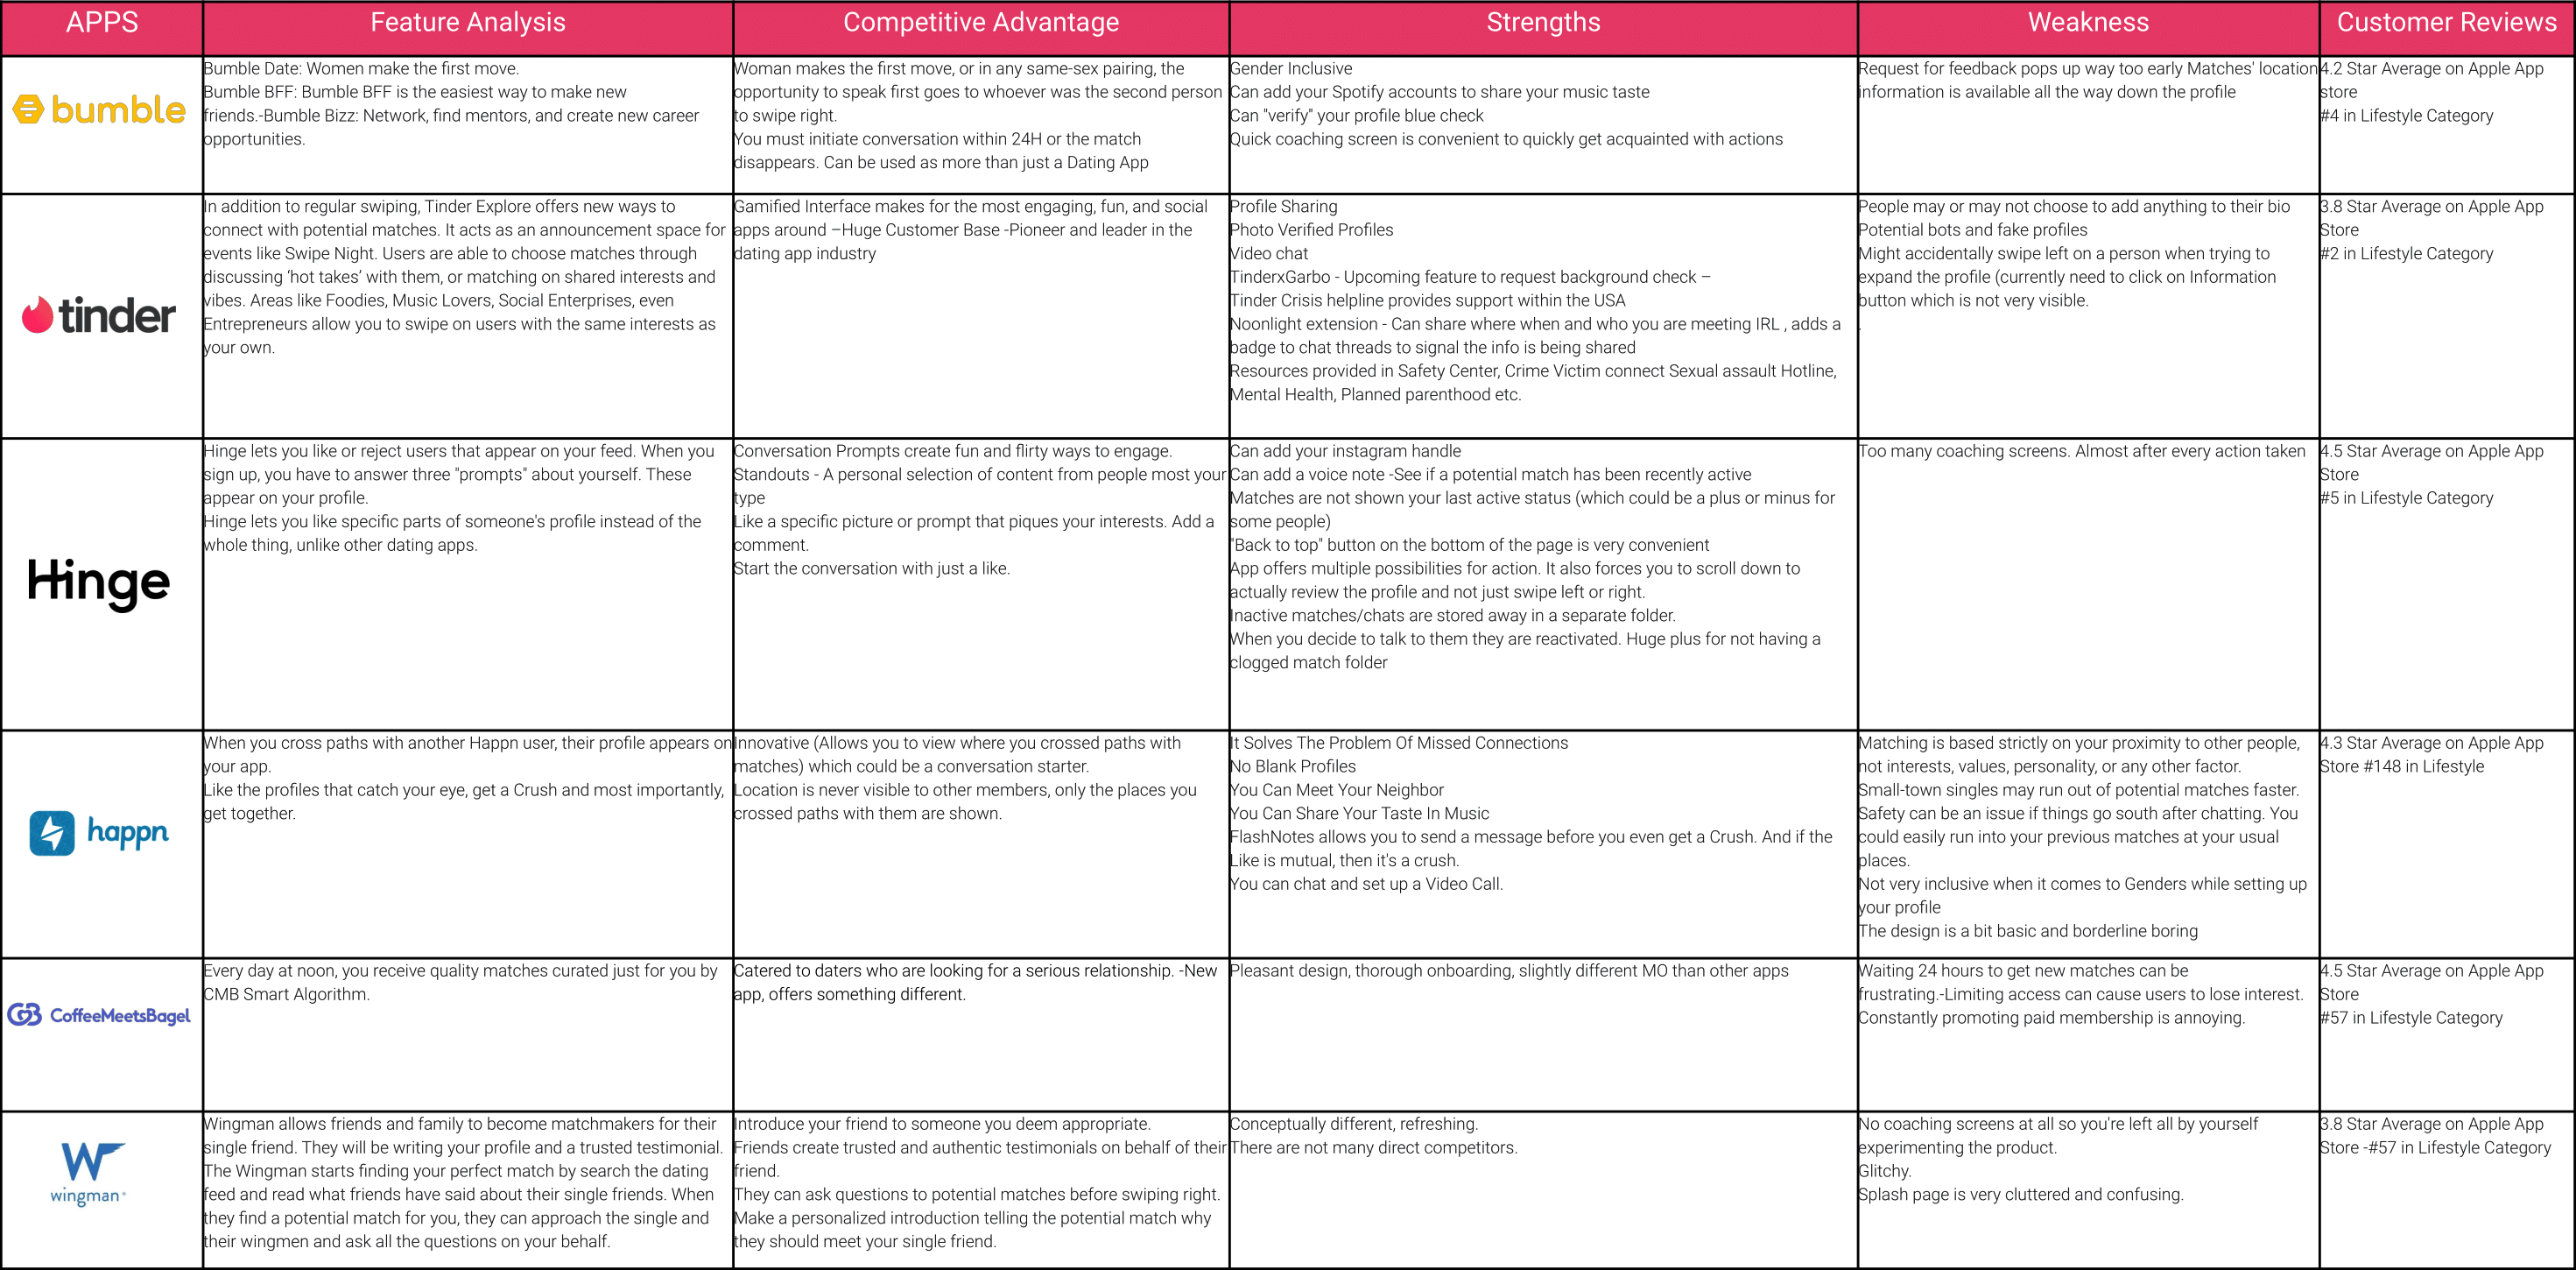 APPS
Feature Analysis
Competitive Advantage
Strengths
Weakness
Customer Reviews
bumble
Bumble Date: Women make the first move.
Bumble BFF: Bumble BFF is the easiest way to make new
friends.-Bumble Bizz: Network, find mentors, and create new career
opportunities.
Woman makes the first move, or in any same-sex pairing, the
opportunity to speak first goes to whoever was the second person
to swipe right.
You must initiate conversation within 24H or the match
disappears. Can be used as more than just a Dating App
Gender Inclusive
Can add your Spotify accounts to share your music taste
Can "verify" your profile blue check
Quick coaching screen is convenient to quickly get acquainted with actions
Request for feedback pops up way too early Matches' location
information is available all the way down the profile
4.2 Star Average on Apple App
store
#4 in Lifestyle Category
tinder
In addition to regular swiping, Tinder Explore offers new ways to
connect with potential matches. It acts as an announcement space for
events like Swipe Night. Users are able to choose matches through
discussing ‘hot takes’ with them, or matching on shared interests and
vibes. Areas like Foodies, Music Lovers, Social Enterprises, even
Entrepreneurs allow you to swipe on users with the same interests as
your own.
Gamified Interface makes for the most engaging, fun, and social
apps around –Huge Customer Base -Pioneer and leader in the
dating app industry
Profile Sharing
Photo Verified Profiles
Video chat
TinderxGarbo - Upcoming feature to request background check –
Tinder Crisis helpline provides support within the USA
Noonlight extension - Can share where when and who you are meeting IRL , adds a
badge to chat threads to signal the info is being shared
Resources provided in Safety Center, Crime Victim connect Sexual assault Hotline,
Mental Health, Planned parenthood etc.
People may or may not choose to add anything to their bio
Potential bots and fake profiles
Might accidentally swipe left on a person when trying to
expand the profile (currently need to click on Information
button which is not very visible.
.
3.8 Star Average on Apple App
Store
#2 in Lifestyle Category
Hinge
Hinge lets you like or reject users that appear on your feed. When you
sign up, you have to answer three "prompts" about yourself. These
appear on your profile.
Hinge lets you like specific parts of someone's profile instead of the
whole thing, unlike other dating apps.
Conversation Prompts create fun and flirty ways to engage.
Standouts - A personal selection of content from people most your
type
Like a specific picture or prompt that piques your interests. Add a
comment.
Start the conversation with just a like.
Can add your instagram handle
Can add a voice note -See if a potential match has been recently active
Matches are not shown your last active status (which could be a plus or minus for
some people)
"Back to top" button on the bottom of the page is very convenient
App offers multiple possibilities for action. It also forces you to scroll down to
actually review the profile and not just swipe left or right.
Inactive matches/chats are stored away in a separate folder.
When you decide to talk to them they are reactivated. Huge plus for not having a
clogged match folder
Too many coaching screens. Almost after every action taken
4.5 Star Average on Apple App
Store
#5 in Lifestyle Category
happn
When you cross paths with another Happn user, their profile appears on
your app.
Like the profiles that catch your eye, get a Crush and most importantly,
get together.
Innovative (Allows you to view where you crossed paths with
matches) which could be a conversation starter.
Location is never visible to other members, only the places you
crossed paths with them are shown.
It Solves The Problem Of Missed Connections
No Blank Profiles
You Can Meet Your Neighbor
You Can Share Your Taste In Music
FlashNotes allows you to send a message before you even get a Crush. And if the
Like is mutual, then it's a crush.
You can chat and set up a Video Call.
Matching is based strictly on your proximity to other people,
not interests, values, personality, or any other factor.
Small-town singles may run out of potential matches faster.
Safety can be an issue if things go south after chatting. You
could easily run into your previous matches at your usual
places.
Not very inclusive when it comes to Genders while setting up
your profile
The design is a bit basic and borderline boring
4.3 Star Average on Apple App
Store #148 in Lifestyle
CMB CoffeeMeetsBagel
Every day at noon, you receive quality matches curated just for you by
CMB Smart Algorithm.
Catered to daters who are looking for a serious relationship. -New
app, offers something different.
Pleasant design, thorough onboarding, slightly different MO than other apps
Waiting 24 hours to get new matches can be
frustrating.-Limiting access can cause users to lose interest.
Constantly promoting paid membership is annoying.
4.5 Star Average on Apple App
Store
#57 in Lifestyle Category
W
wingman
Wingman allows friends and family to become matchmakers for their
single friend. They will be writing your profile and a trusted testimonial.
The Wingman starts finding your perfect match by search the dating
feed and read what friends have said about their single friends. When
they find a potential match for you, they can approach the single and
their wingmen and ask all the questions on your behalf.
Introduce your friend to someone you deem appropriate.
Friends create trusted and authentic testimonials on behalf of their
friend.
They can ask questions to potential matches before swiping right.
Make a personalized introduction telling the potential match why
they should meet your single friend.
Conceptually different, refreshing.
There are not many direct competitors.
No coaching screens at all so you're left all by yourself
experimenting the product.
Glitchy.
Splash page is very cluttered and confusing.
3.8 Star Average on Apple App
Store -#57 in Lifestyle Category